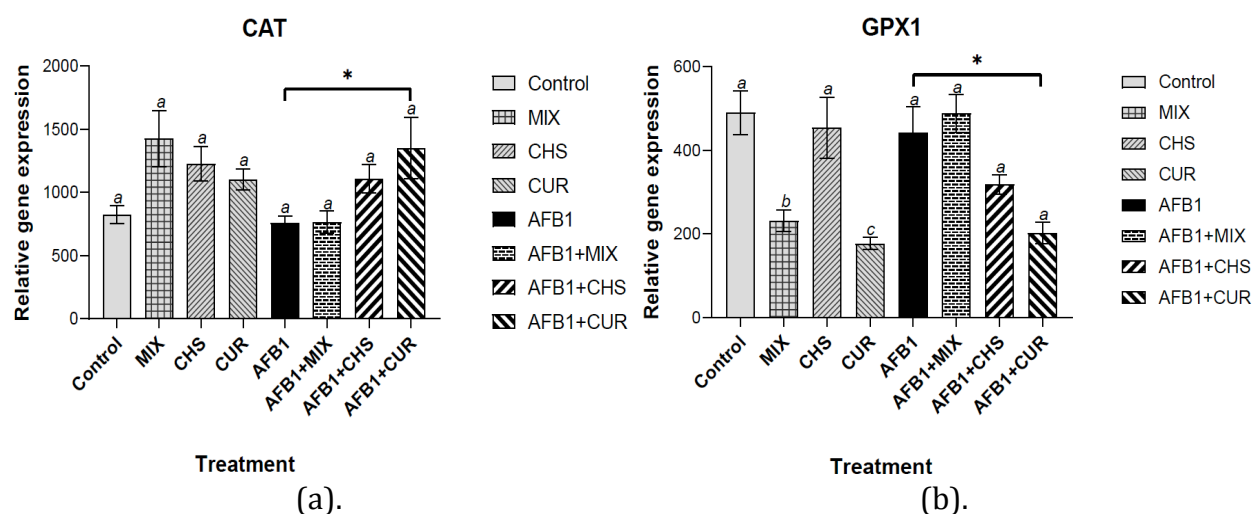 CAT
Relative gene expression
2000
1500
1000
500
0
a
a
a
a
a
a
a
a
*
Control
MIX
CHS
CUR
AFB1
AFB1+MIX
AFB1+CHS
AFB1+CUR
Treatment
Control
MIX
CHS
CUR
AFB1
AFB1+MIX
AFB1+CHS
AFB1+CUR
(a).
GPX1
Relative gene expression
600
400
200
0
a
b
a
c
a
a
a
a
*
Control
MIX
CHS
CUR
AFB1
AFB1+MIX
AFB1+CHS
AFB1+CUR
Treatment
Control
MIX
CHS
CUR
AFB1
AFB1+MIX
AFB1+CHS
AFB1+CUR
(b).